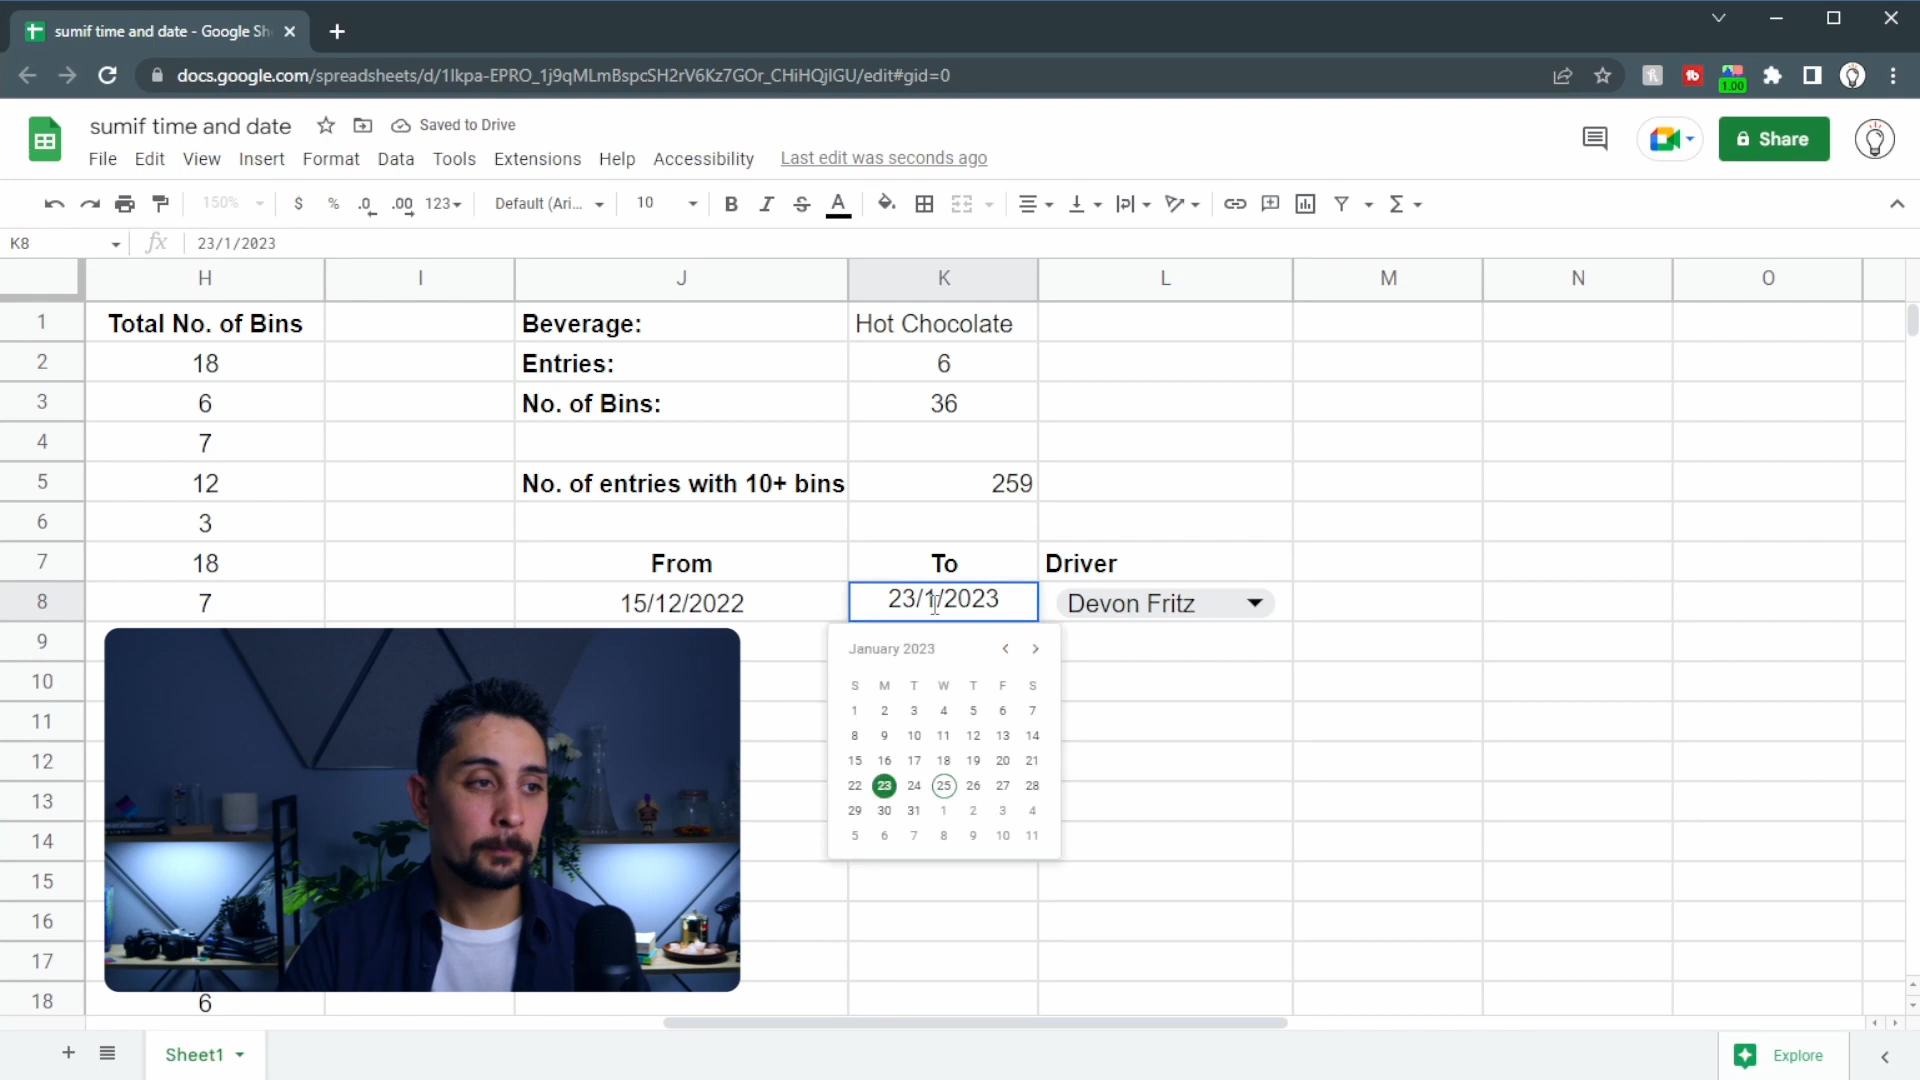 sumif time and date - Google Sh
docs.google.com/spreadsheets/d/1lkpa-EPRO_1j9qMLmBspcSH2rV6Kz7GOr_CHiHQjlGU/edit#gid=0
1.00
sumif time and date
Saved to Drive
Share
File Edit View Insert Format Data Tools Extensions Help Accessibility Last edit was seconds ago
150% $ % .0 .00 123 Default (Ari... 10 B I S A
K8 fx 23/1/2023
H I J K L M N O
1 Total No. of Bins Beverage: Hot Chocolate
2 18 Entries: 6
3 6 No. of Bins: 36
4 7
5 12 No. of entries with 10+ bins 259
6 3
7 18 From To Driver
8 7 15/12/2022 23/1/2023 Devon Fritz
9
10
11
12
13
14
15
16
17
18 6
January 2023
S M T W T F S
1 2 3 4 5 6 7
8 9 10 11 12 13 14
15 16 17 18 19 20 21
22 23 24 25 26 27 28
29 30 31 1 2 3 4
5 6 7 8 9 10 11
Sheet1
Explore